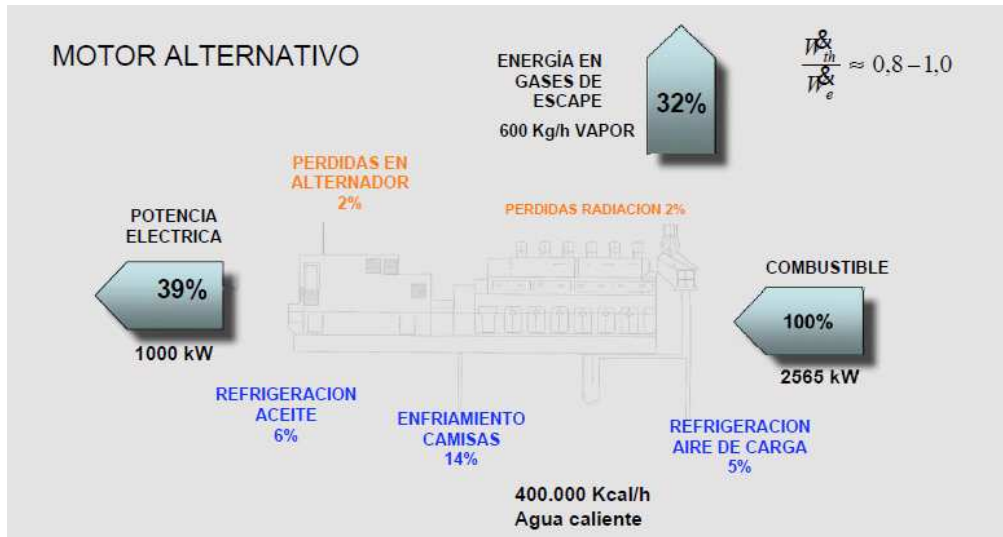 MOTOR ALTERNATIVO
ENERGÍA EN
GASES DE
ESCAPE
600 Kg/h VAPOR
32%
W&th / W&e ≈ 0,8 – 1,0
PERDIDAS EN
ALTERNADOR
2%
PERDIDAS RADIACION 2%
POTENCIA
ELECTRICA
39%
1000 kW
COMBUSTIBLE
100%
2565 kW
REFRIGERACION
ACEITE
6%
ENFRIAMIENTO
CAMISAS
14%
REFRIGERACION
AIRE DE CARGA
5%
400.000 Kcal/h
Agua caliente